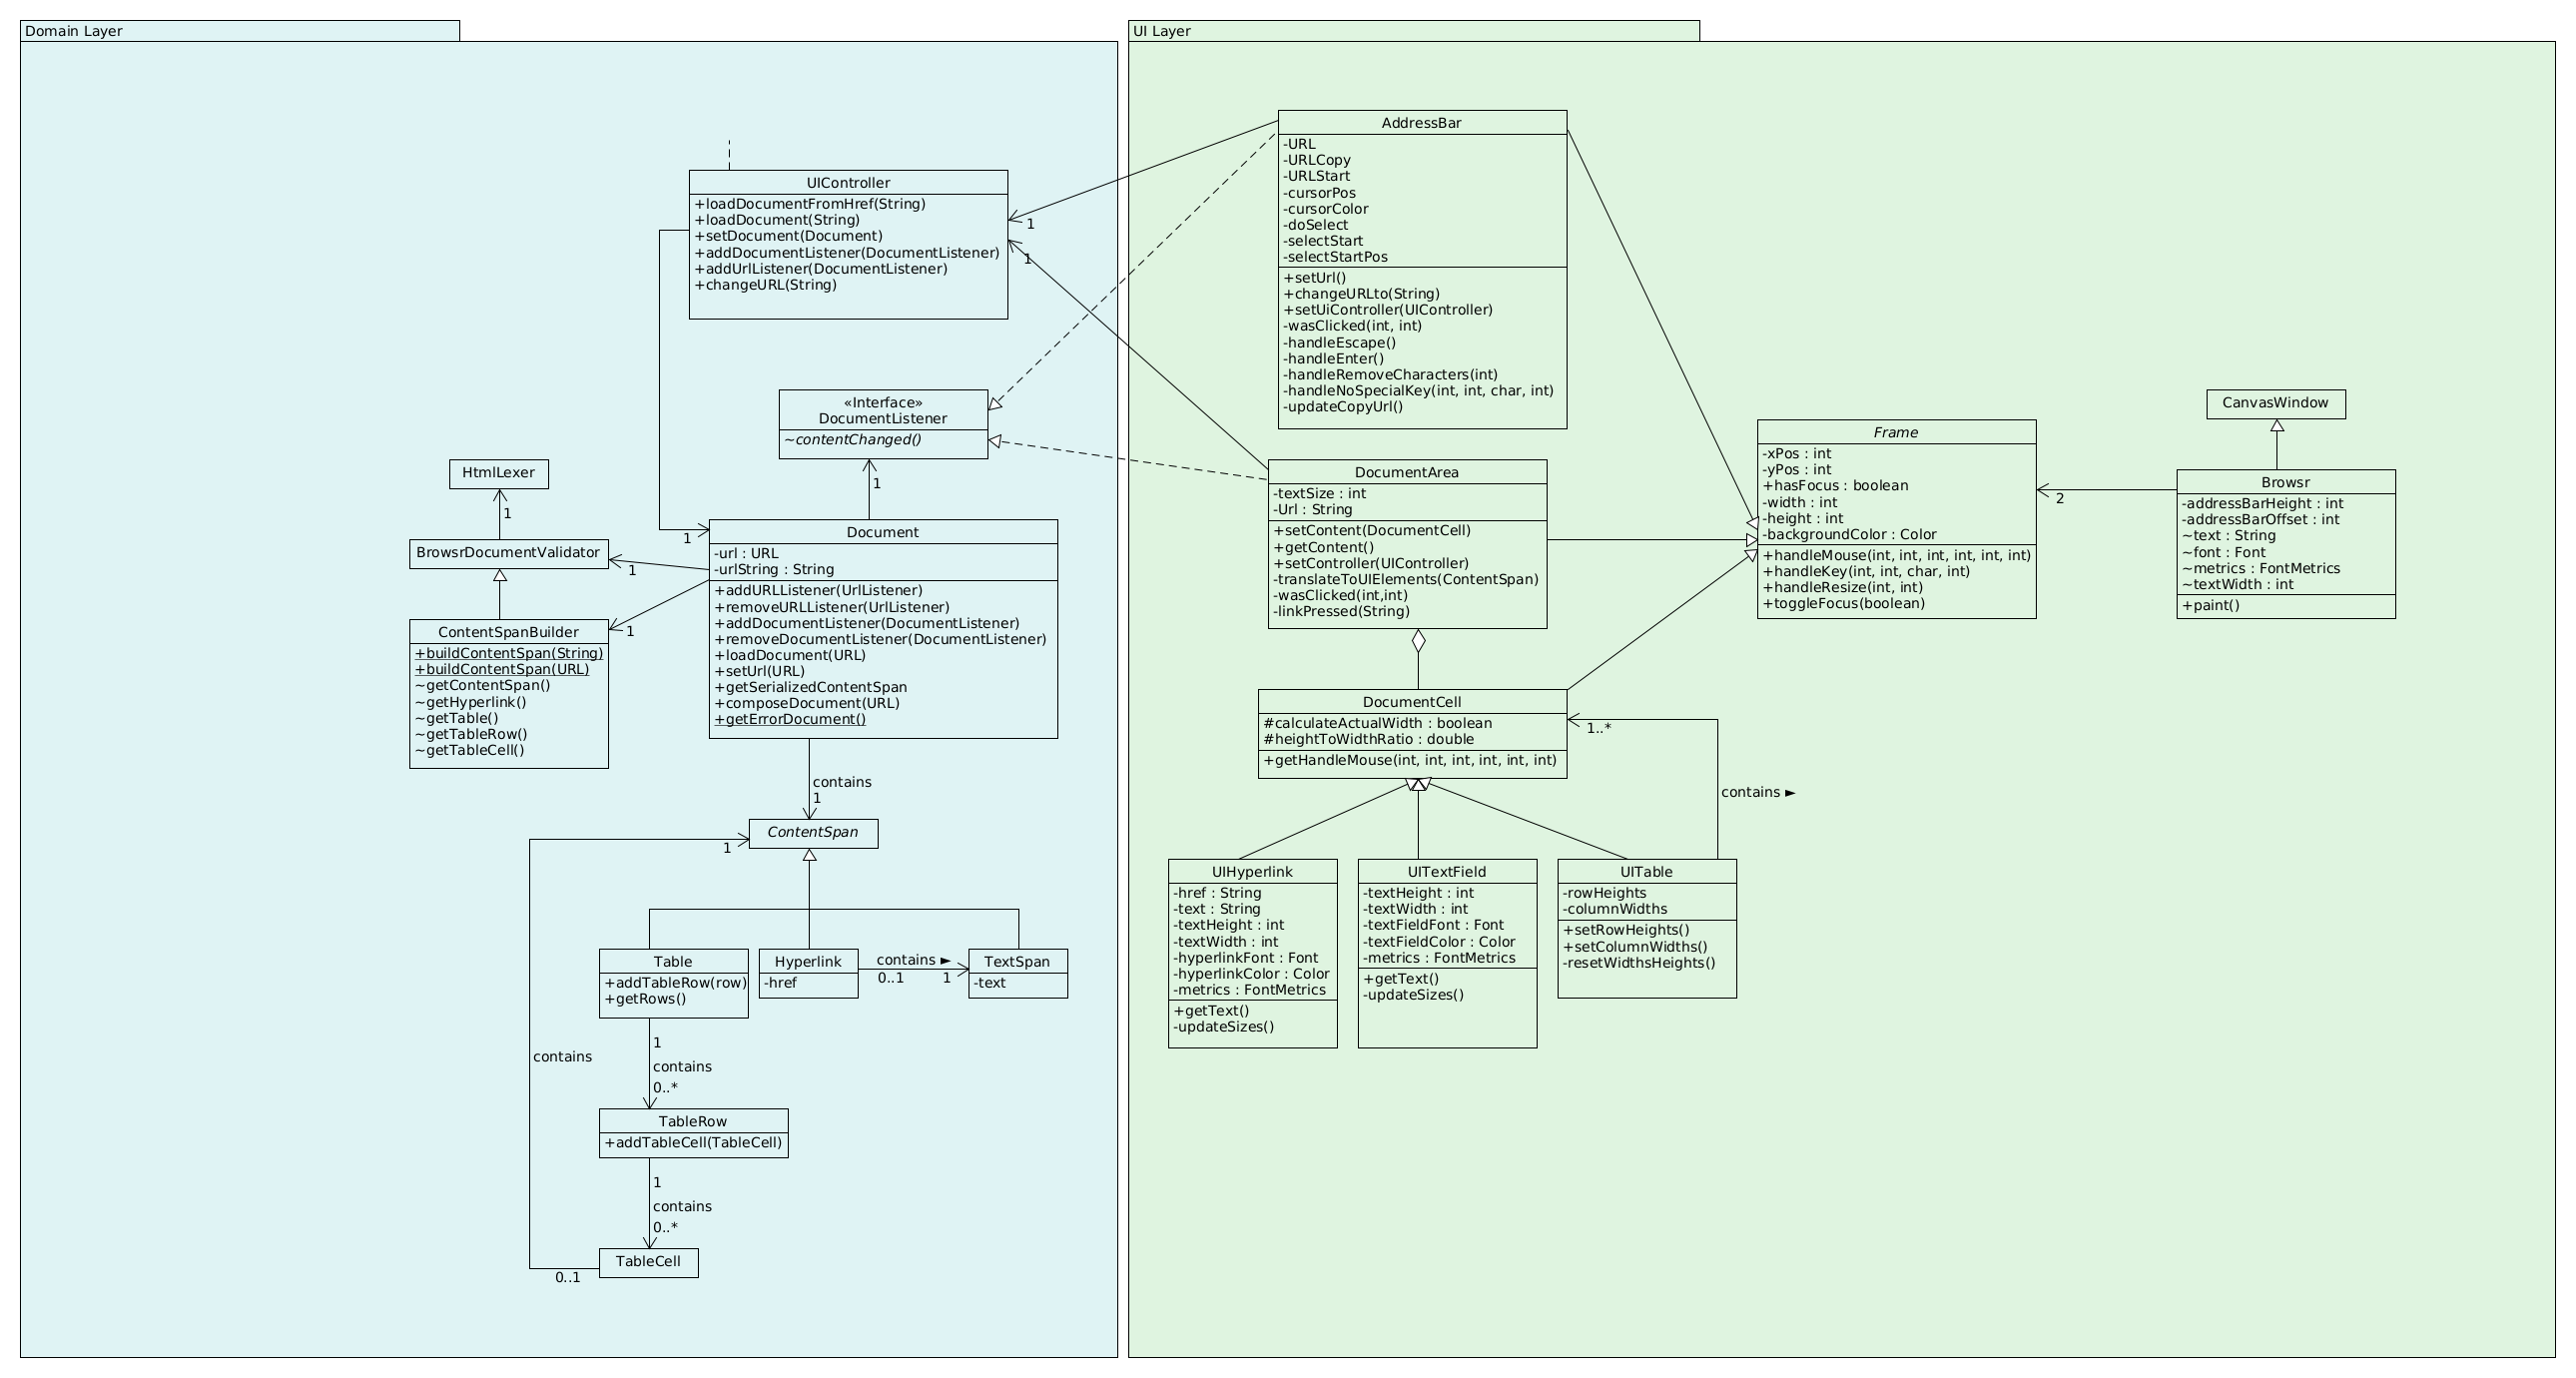 Domain Layer
UIController
+loadDocumentFromHref(String)
+loadDocument(String)
+setDocument(Document)
+addDocumentListener(DocumentListener)
+addUrlListener(DocumentListener)
+changeURL(String)
1
1
«Interface»
DocumentListener
~contentChanged()
1
HtmlLexer
1
BrowsrDocumentValidator
1
1
1
ContentSpanBuilder
+buildContentSpan(String)
+buildContentSpan(URL)
~getContentSpan()
~getHyperlink()
~getTable()
~getTableRow()
~getTableCell()
Document
-url : URL
-urlString : String
+addURLListener(UrlListener)
+removeURLListener(UrlListener)
+addDocumentListener(DocumentListener)
+removeDocumentListener(DocumentListener)
+loadDocument(URL)
+setUrl(URL)
+getSerializedContentSpan
+composeDocument(URL)
+getErrorDocument()
contains
1
ContentSpan
1
Table
+addTableRow(row)
+getRows()
Hyperlink
-href
contains ►
0..1 1
TextSpan
-text
1
contains
0..*
contains
TableRow
+addTableCell(TableCell)
1
contains
0..*
TableCell
0..1
UI Layer
AddressBar
-URL
-URLCopy
-URLStart
-cursorPos
-cursorColor
-doSelect
-selectStart
-selectStartPos
+setUrl()
+changeURLto(String)
+setUiController(UIController)
-wasClicked(int, int)
-handleEscape()
-handleEnter()
-handleRemoveCharacters(int)
-handleNoSpecialKey(int, int, char, int)
-updateCopyUrl()
DocumentArea
-textSize : int
-Url : String
+setContent(DocumentCell)
+getContent()
+setController(UIController)
-translateToUIElements(ContentSpan)
-wasClicked(int,int)
-linkPressed(String)
Frame
-xPos : int
-yPos : int
+hasFocus : boolean
-width : int
-height : int
-backgroundColor : Color
+handleMouse(int, int, int, int, int, int)
+handleKey(int, int, char, int)
+handleResize(int, int)
+toggleFocus(boolean)
2
CanvasWindow
Browsr
-addressBarHeight : int
-addressBarOffset : int
~text : String
~font : Font
~metrics : FontMetrics
~textWidth : int
+paint()
DocumentCell
#calculateActualWidth : boolean
#heightToWidthRatio : double
+getHandleMouse(int, int, int, int, int, int)
1..*
contains ►
UIHyperlink
-href : String
-text : String
-textHeight : int
-textWidth : int
-hyperlinkFont : Font
-hyperlinkColor : Color
-metrics : FontMetrics
+getText()
-updateSizes()
UITextField
-textHeight : int
-textWidth : int
-textFieldFont : Font
-textFieldColor : Color
-metrics : FontMetrics
+getText()
-updateSizes()
UITable
-rowHeights
-columnWidths
+setRowHeights()
+setColumnWidths()
-resetWidthsHeights()